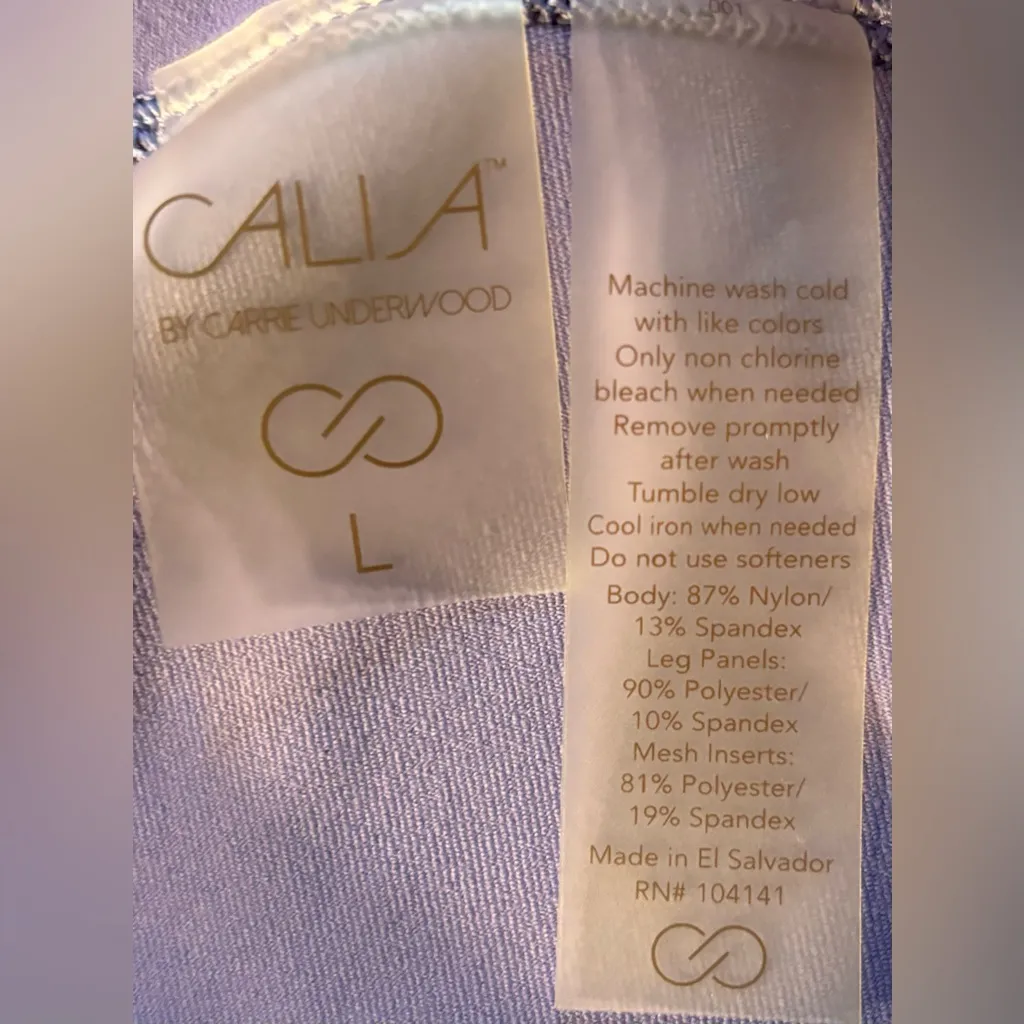 CALIA™
BY CARRIE UNDERWOOD
L
001
Machine wash cold
with like colors
Only non chlorine
bleach when needed
Remove promptly
after wash
Tumble dry low
Cool iron when needed
Do not use softeners
Body: 87% Nylon/
13% Spandex
Leg Panels:
90% Polyester/
10% Spandex
Mesh Inserts:
81% Polyester/
19% Spandex
Made in El Salvador
RN# 104141